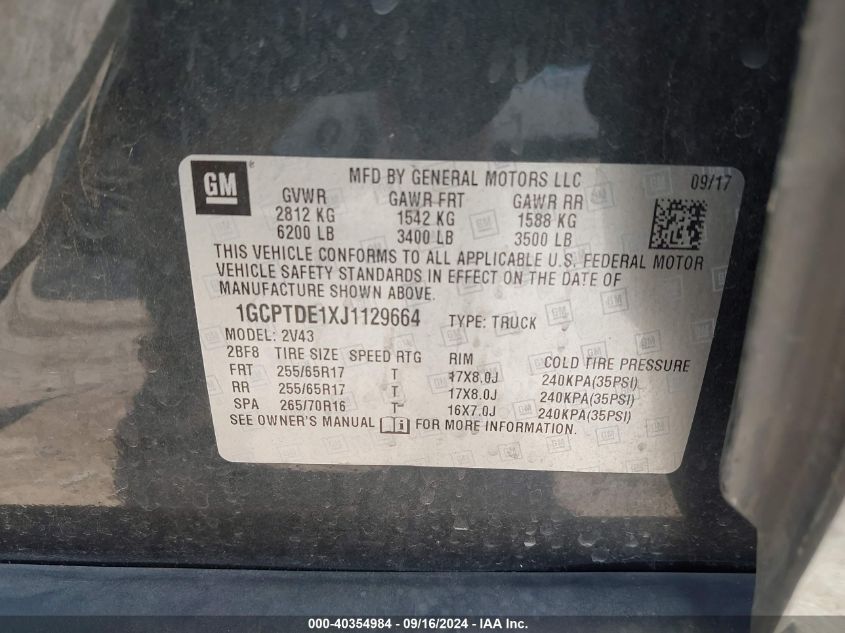 GM
MFD BY GENERAL MOTORS LLC 09/17
GVWR GAWR FRT GAWR RR
2812 KG 1542 KG 1588 KG
6200 LB 3400 LB 3500 LB
THIS VEHICLE CONFORMS TO ALL APPLICABLE U.S. FEDERAL MOTOR
VEHICLE SAFETY STANDARDS IN EFFECT ON THE DATE OF
MANUFACTURE SHOWN ABOVE.
1GCPTDE1XJ1129664 TYPE: TRUCK
MODEL: 2V43
2BF8 TIRE SIZE SPEED RTG RIM COLD TIRE PRESSURE
FRT 255/65R17 T 17X8.0J 240KPA(35PSI)
RR 255/65R17 T 17X8.0J 240KPA(35PSI)
SPA 265/70R16 T 16X7.0J 240KPA(35PSI)
SEE OWNER'S MANUAL FOR MORE INFORMATION.
000-40354984 - 09/16/2024 - IAA Inc.